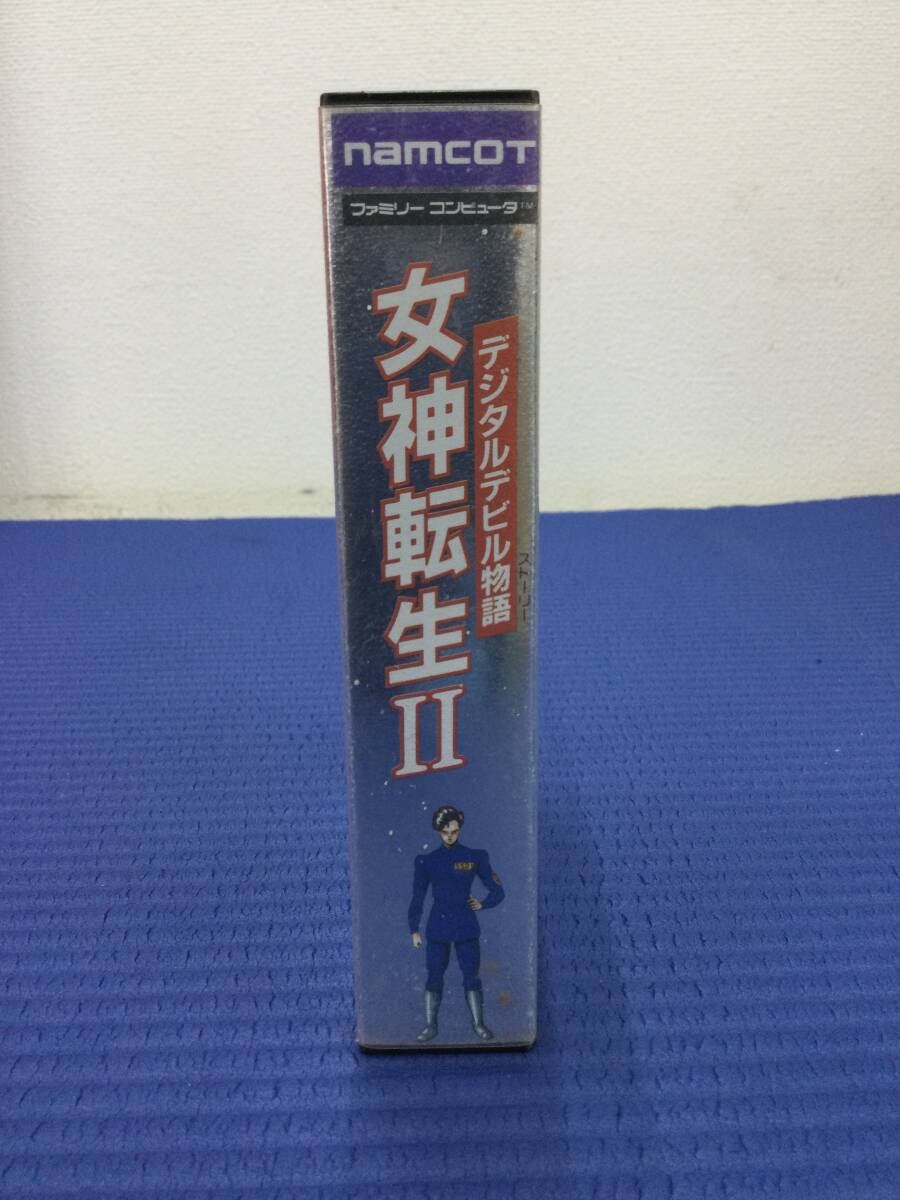 namcoT
ファミリー コンピュータ™
デジタルデビル物語
ストーリー
女神転生II